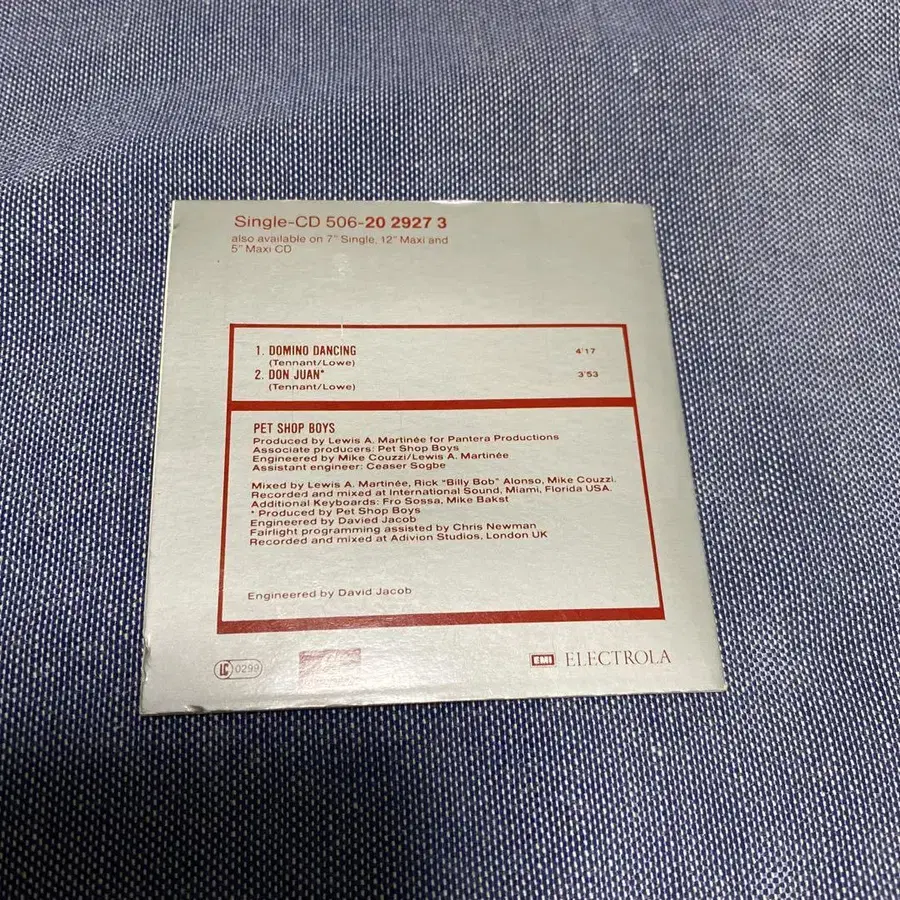 Single-CD 506-20 2927 3
also available on 7" Single, 12" Maxi and
5" Maxi CD
1. DOMINO DANCING 4'17
(Tennant/Lowe)
2. DON JUAN* 3'53
(Tennant/Lowe)
PET SHOP BOYS
Produced by Lewis A. Martinée for Pantera Productions
Associate producers: Pet Shop Boys
Engineered by Mike Couzzi/Lewis A. Martinée
Assistant engineer: Ceaser Sogbe
Mixed by Lewis A. Martinée, Rick "Billy Bob" Alonso, Mike Couzzi.
Recorded and mixed at International Sound, Miami, Florida USA.
Additional Keyboards: Fro Sossa, Mike Bakst
* Produced by Pet Shop Boys
Engineered by Davied Jacob
Fairlight programming assisted by Chris Newman
Recorded and mixed at Adivion Studios, London UK
Engineered by David Jacob
LC 0299
EMI ELECTROLA